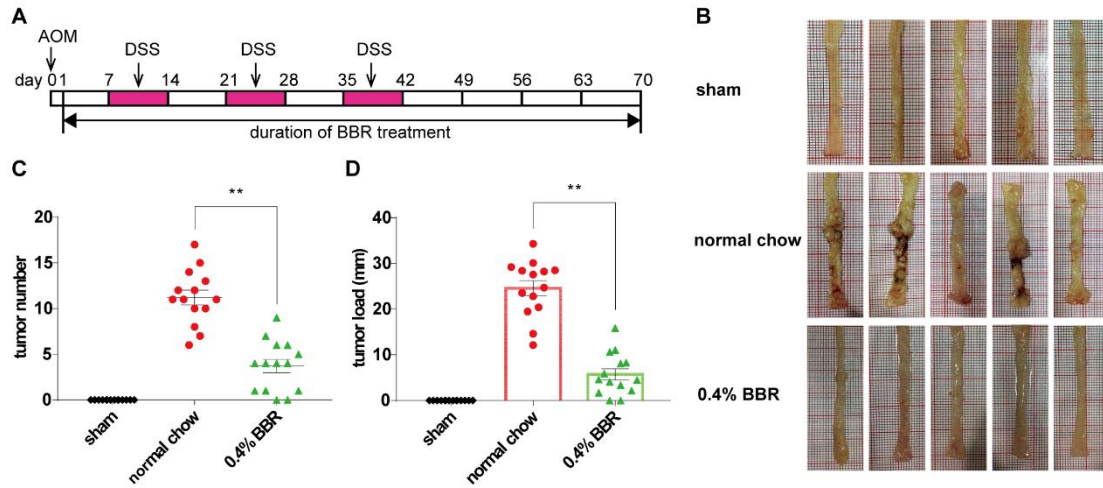 A
AOM
DSS DSS DSS
day 0 1 7 14 21 28 35 42 49 56 63 70
duration of BBR treatment
B
sham
normal chow
0.4% BBR
C
**
tumor number
20
15
10
5
0
sham
normal chow
0.4% BBR
D
**
tumor load (mm)
40
30
20
10
0
sham
normal chow
0.4% BBR